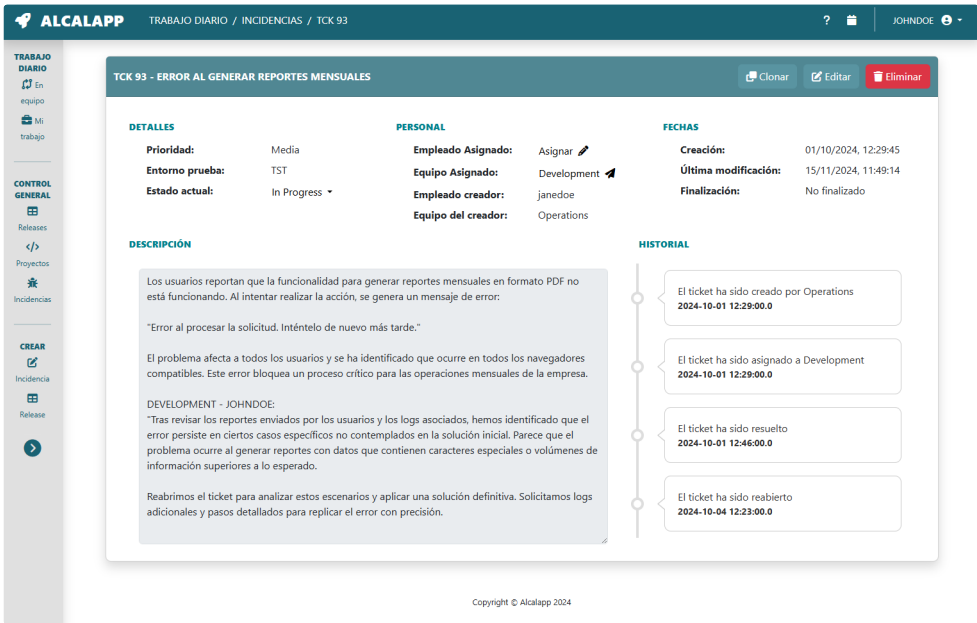 ALCALAPP TRABAJO DIARIO / INCIDENCIAS / TCK 93 ? JOHNDOE
TRABAJO
DIARIO
En
equipo
Mi
trabajo
CONTROL
GENERAL
Releases
Proyectos
Incidencias
CREAR
Incidencia
Release
TCK 93 - ERROR AL GENERAR REPORTES MENSUALES Clonar Editar Eliminar
DETALLES
Prioridad: Media
Entorno prueba: TST
Estado actual: In Progress
PERSONAL
Empleado Asignado: Asignar
Equipo Asignado: Development
Empleado creador: janedoe
Equipo del creador: Operations
FECHAS
Creación: 01/10/2024, 12:29:45
Última modificación: 15/11/2024, 11:49:14
Finalización: No finalizado
DESCRIPCIÓN
Los usuarios reportan que la funcionalidad para generar reportes mensuales en formato PDF no
está funcionando. Al intentar realizar la acción, se genera un mensaje de error:
"Error al procesar la solicitud. Inténtelo de nuevo más tarde."
El problema afecta a todos los usuarios y se ha identificado que ocurre en todos los navegadores
compatibles. Este error bloquea un proceso crítico para las operaciones mensuales de la empresa.
DEVELOPMENT - JOHNDOE:
"Tras revisar los reportes enviados por los usuarios y los logs asociados, hemos identificado que el
error persiste en ciertos casos específicos no contemplados en la solución inicial. Parece que el
problema ocurre al generar reportes con datos que contienen caracteres especiales o volúmenes de
información superiores a lo esperado.
Reabrimos el ticket para analizar estos escenarios y aplicar una solución definitiva. Solicitamos logs
adicionales y pasos detallados para replicar el error con precisión.
HISTORIAL
El ticket ha sido creado por Operations
2024-10-01 12:29:00.0
El ticket ha sido asignado a Development
2024-10-01 12:29:00.0
El ticket ha sido resuelto
2024-10-01 12:46:00.0
El ticket ha sido reabierto
2024-10-04 12:23:00.0
Copyright © Alcalapp 2024